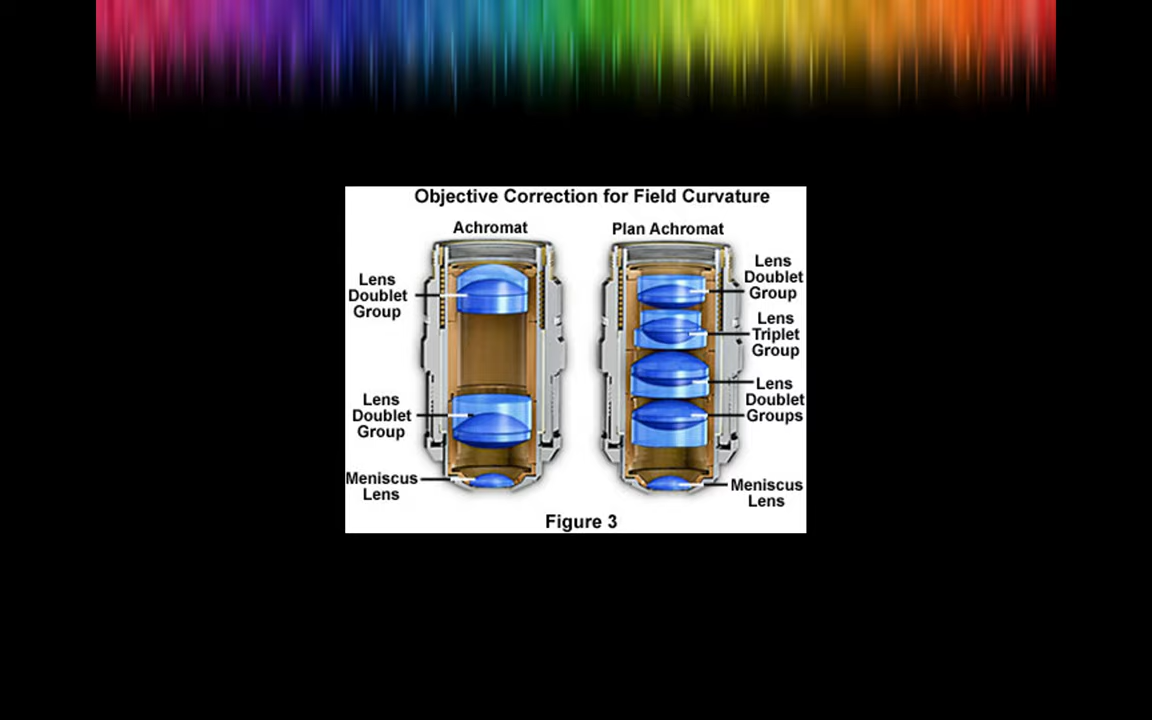 Objective Correction for Field Curvature
Achromat
Plan Achromat
Lens
Doublet
Group
Lens
Doublet
Group
Meniscus
Lens
Lens
Doublet
Group
Lens
Triplet
Group
Lens
Doublet
Groups
Meniscus
Lens
Figure 3